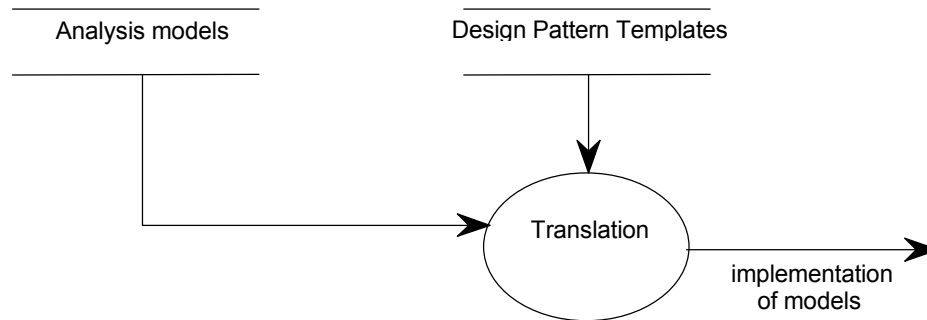 Analysis models
Design Pattern Templates
Translation
implementation
of models